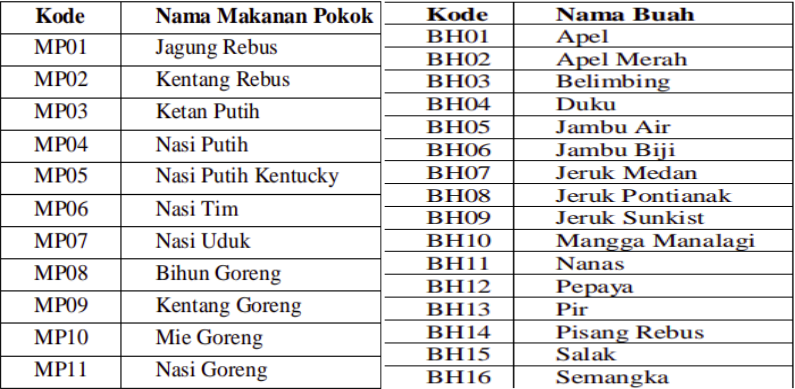 Kode Nama Makanan Pokok
MP01 Jagung Rebus
MP02 Kentang Rebus
MP03 Ketan Putih
MP04 Nasi Putih
MP05 Nasi Putih Kentucky
MP06 Nasi Tim
MP07 Nasi Uduk
MP08 Bihun Goreng
MP09 Kentang Goreng
MP10 Mie Goreng
MP11 Nasi Goreng
Kode Nama Buah
BH01 Apel
BH02 Apel Merah
BH03 Belimbing
BH04 Duku
BH05 Jambu Air
BH06 Jambu Biji
BH07 Jeruk Medan
BH08 Jeruk Pontianak
BH09 Jeruk Sunkist
BH10 Mangga Manalagi
BH11 Nanas
BH12 Pepaya
BH13 Pir
BH14 Pisang Rebus
BH15 Salak
BH16 Semangka